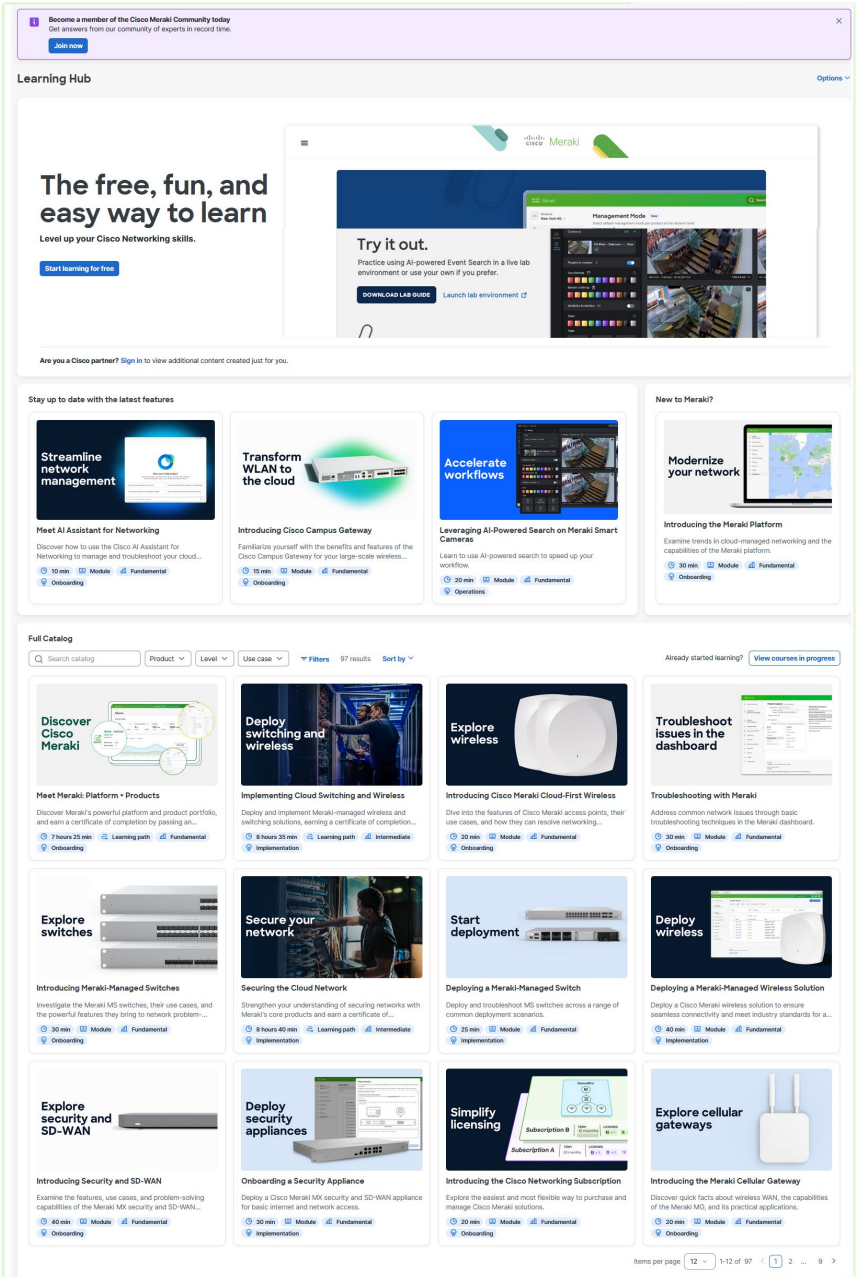 Become a member of the Cisco Meraki Community today
Get answers from our community of experts in record time.
Join now
Learning Hub
Options
The free, fun, and
easy way to learn
Level up your Cisco Networking skills.
Start learning for free
CISCO Meraki
Management Mode
Try it out.
Practice using AI-powered Event Search in a live lab
environment or use your own if you prefer.
DOWNLOAD LAB GUIDE
Launch lab environment
Are you a Cisco partner? Sign in to view additional content created just for you.
Stay up to date with the latest features
New to Meraki?
Streamline
network
management
Transform
WLAN to
the cloud
Accelerate
workflows
Modernize
your network
Meet AI Assistant for Networking
Discover how to use the Cisco AI Assistant for
Networking to manage and troubleshoot your cloud...
10 min Module Fundamental
Onboarding
Introducing Cisco Campus Gateway
Familiarize yourself with the benefits and features of the
Cisco Campus Gateway for your large-scale wireless...
15 min Module Fundamental
Onboarding
Leveraging AI-Powered Search on Meraki Smart
Cameras
Learn to use AI-powered search to speed up your
workflow.
20 min Module Fundamental
Operations
Introducing the Meraki Platform
Examine trends in cloud-managed networking and the
capabilities of the Meraki platform.
30 min Module Fundamental
Onboarding
Full Catalog
Search catalog
Product
Level
Use case
Filters
97 results
Sort by
Already started learning?
View courses in progress
Discover
Cisco
Meraki
Deploy
switching and
wireless
Explore
wireless
Troubleshoot
issues in the
dashboard
Meet Meraki: Platform + Products
Discover Meraki's powerful platform and product portfolio,
and earn a certificate of completion by passing an...
7 hours 25 min Learning path Fundamental
Onboarding
Implementing Cloud Switching and Wireless
Deploy and implement Meraki-managed wireless and
switching solutions, earning a certificate of completion...
8 hours 35 min Learning path Intermediate
Implementation
Introducing Cisco Meraki Cloud-First Wireless
Dive into the features of Cisco Meraki access points, their
use cases, and how they can resolve networking...
20 min Module Fundamental
Onboarding
Troubleshooting with Meraki
Address common network issues through basic
troubleshooting techniques in the Meraki dashboard.
30 min Module Fundamental
Onboarding
Explore
switches
Secure your
network
Start
deployment
Deploy
wireless
Introducing Meraki-Managed Switches
Investigate the Meraki MS switches, their use cases, and
the powerful features they bring to network problem-...
30 min Module Fundamental
Onboarding
Securing the Cloud Network
Strengthen your understanding of securing networks with
Meraki's core products and earn a certificate of...
8 hours 40 min Learning path Intermediate
Implementation
Deploying a Meraki-Managed Switch
Deploy and troubleshoot MS switches across a range of
common deployment scenarios.
25 min Module Fundamental
Implementation
Deploying a Meraki-Managed Wireless Solution
Deploy a Cisco Meraki wireless solution to ensure
seamless connectivity and meet industry standards for a...
40 min Module Fundamental
Implementation
Explore
security and
SD-WAN
Deploy
security
appliances
Simplify
licensing
Subscription B
Subscription A
Explore cellular
gateways
Introducing Security and SD-WAN
Examine the features, use cases, and problem-solving
capabilities of the Meraki MX security and SD-WAN...
40 min Module Fundamental
Onboarding
Onboarding a Security Appliance
Deploy a Cisco Meraki MX security and SD-WAN appliance
for basic internet and network access.
30 min Module Fundamental
Implementation
Introducing the Cisco Networking Subscription
Explore the easiest and most flexible way to purchase and
manage Cisco Meraki solutions.
20 min Module Fundamental
Onboarding
Introducing the Meraki Cellular Gateway
Discover quick facts about wireless WAN, the capabilities
of the Meraki MG, and its practical applications.
20 min Module Fundamental
Onboarding
Items per page 12 1-12 of 97 1 2 ... 9